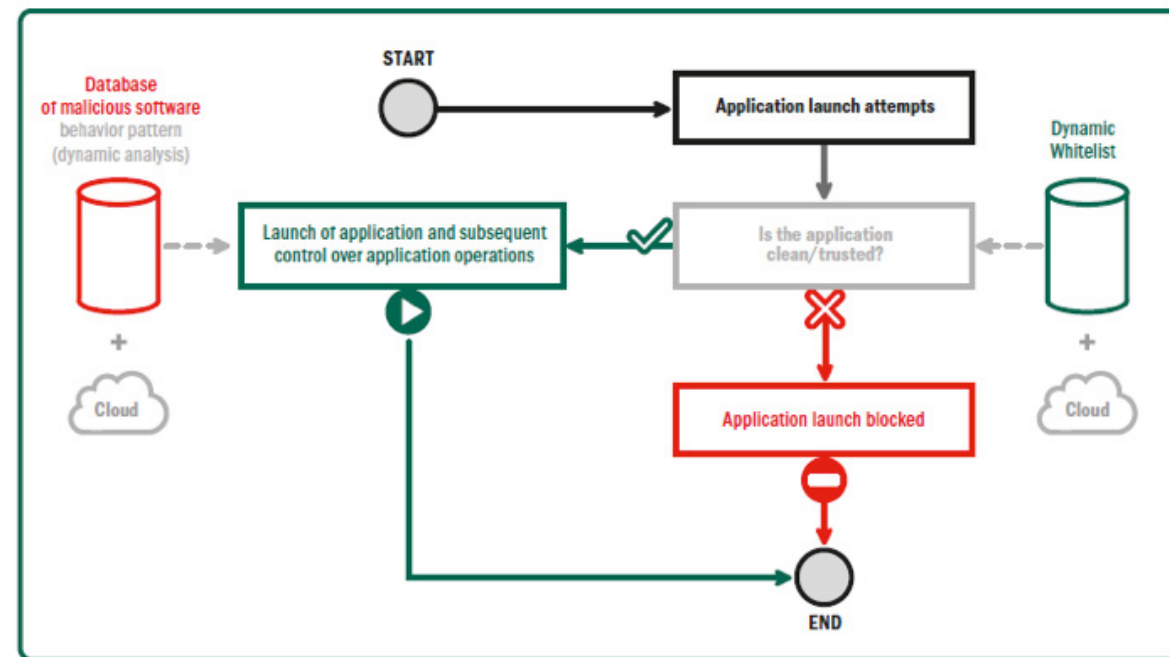 START
Database
of malicious software
behavior pattern
(dynamic analysis)
Application launch attempts
Dynamic
Whitelist
Launch of application and subsequent
control over application operations
Is the application
clean/trusted?
+
Cloud
Application launch blocked
+
Cloud
END